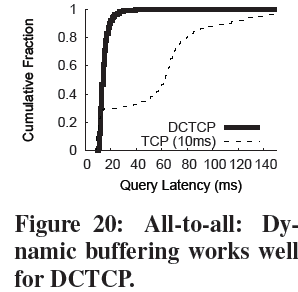 Cumulative Fraction
1
0.8
0.6
0.4
0.2
0
DCTCP
TCP (10ms)
0 20 40 60 80 100 120 140
Query Latency (ms)
Figure 20: All-to-all: Dy-
namic buffering works well
for DCTCP.